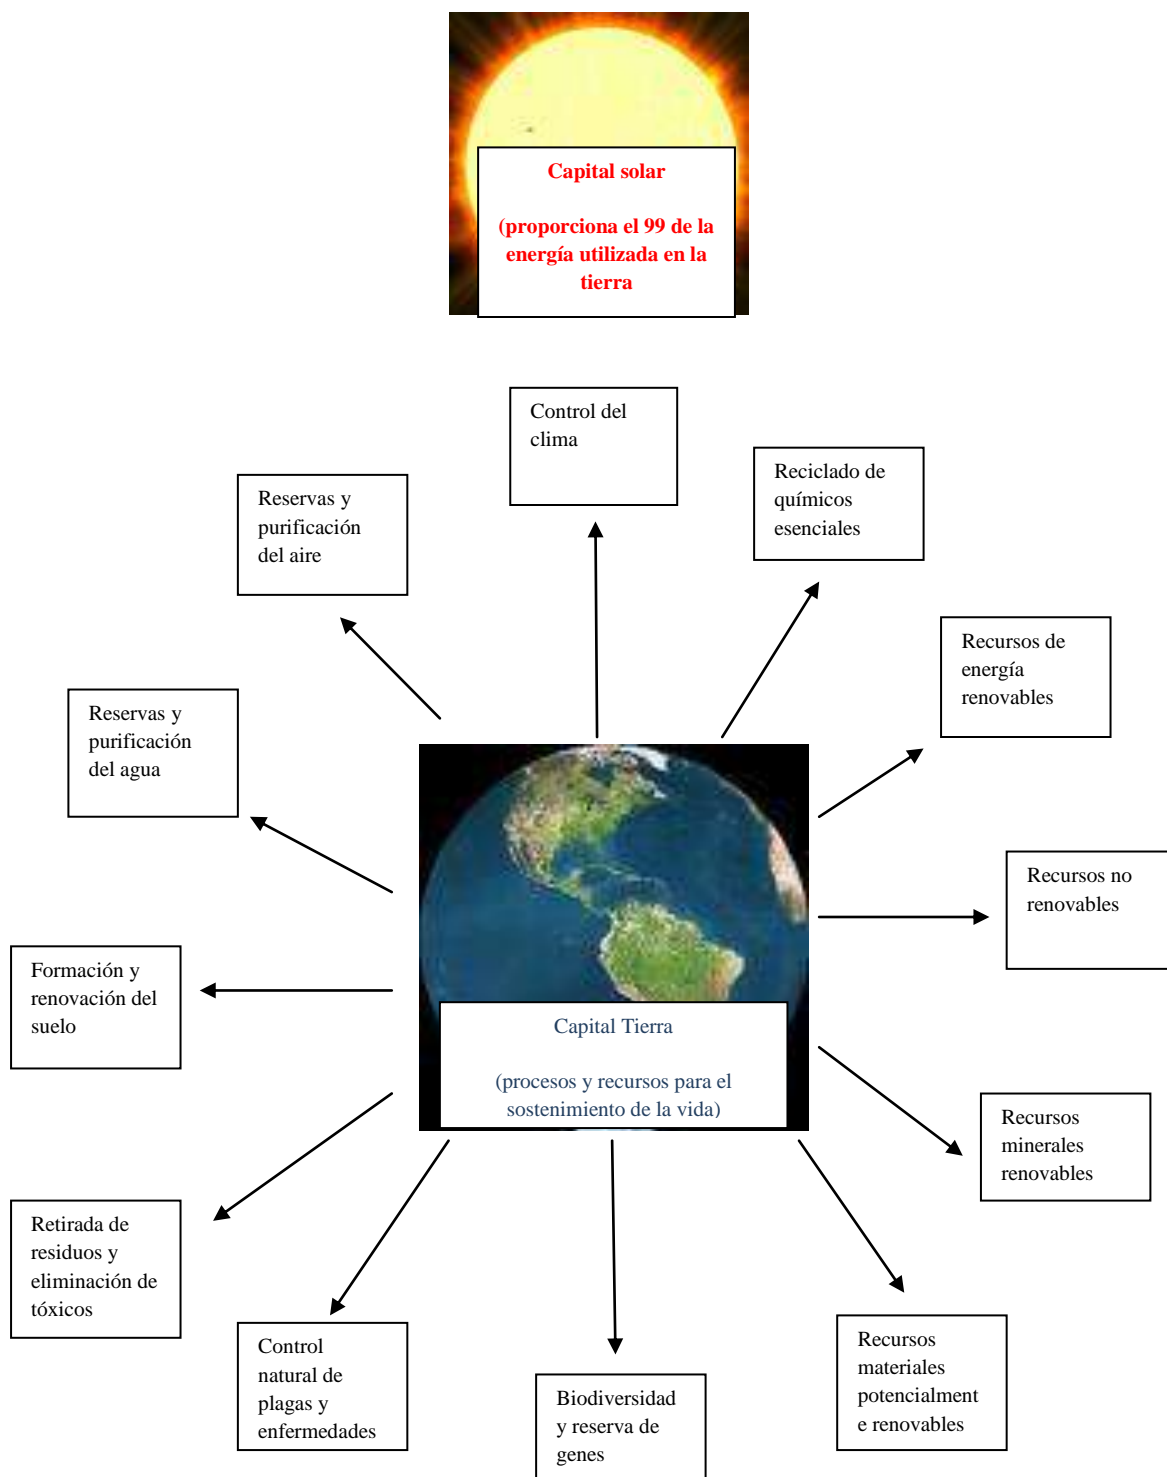 Capital solar
(proporciona el 99 de la
energía utilizada en la
tierra
Control del
clima
Reciclado de
químicos
esenciales
Reservas y
purificación
del aire
Recursos de
energía
renovables
Reservas y
purificación
del agua
Recursos no
renovables
Formación y
renovación del
suelo
Capital Tierra
(procesos y recursos para el
sostenimiento de la vida)
Recursos
minerales
renovables
Retirada de
residuos y
eliminación de
tóxicos
Control
natural de
plagas y
enfermedades
Biodiversidad
y reserva de
genes
Recursos
materiales
potencialment
e renovables